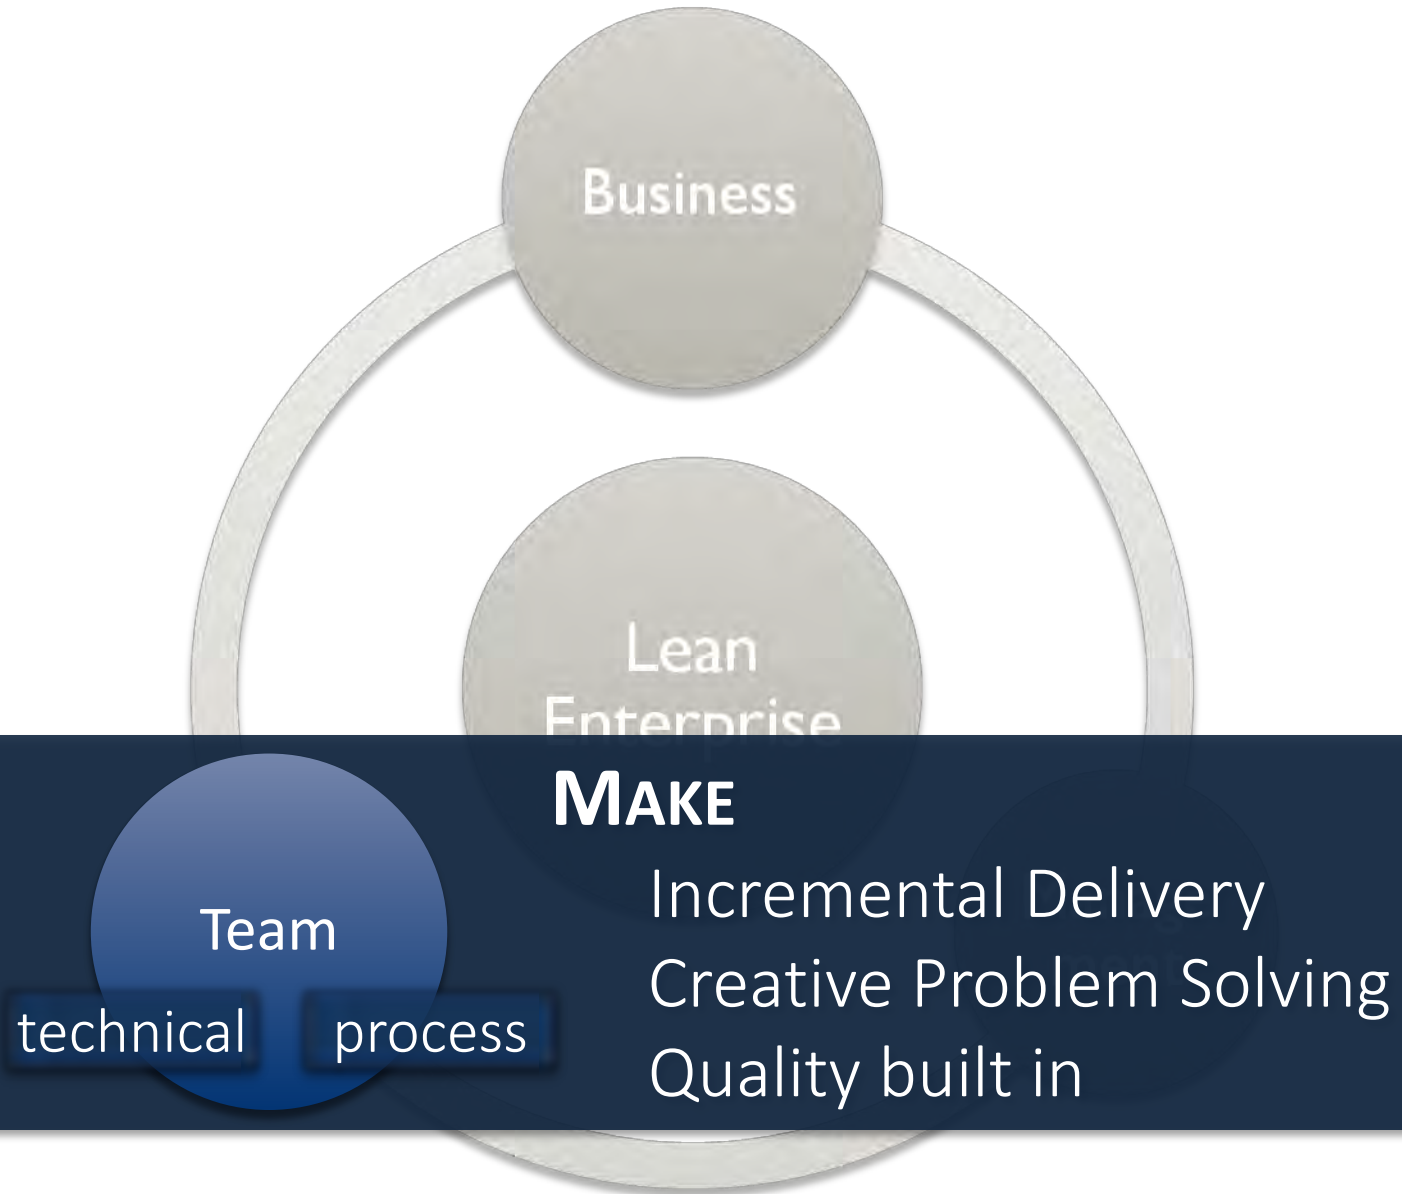 Business
Lean
Enterprise
MAKE
Team
technical
process
Incremental Delivery
Creative Problem Solving
Quality built in